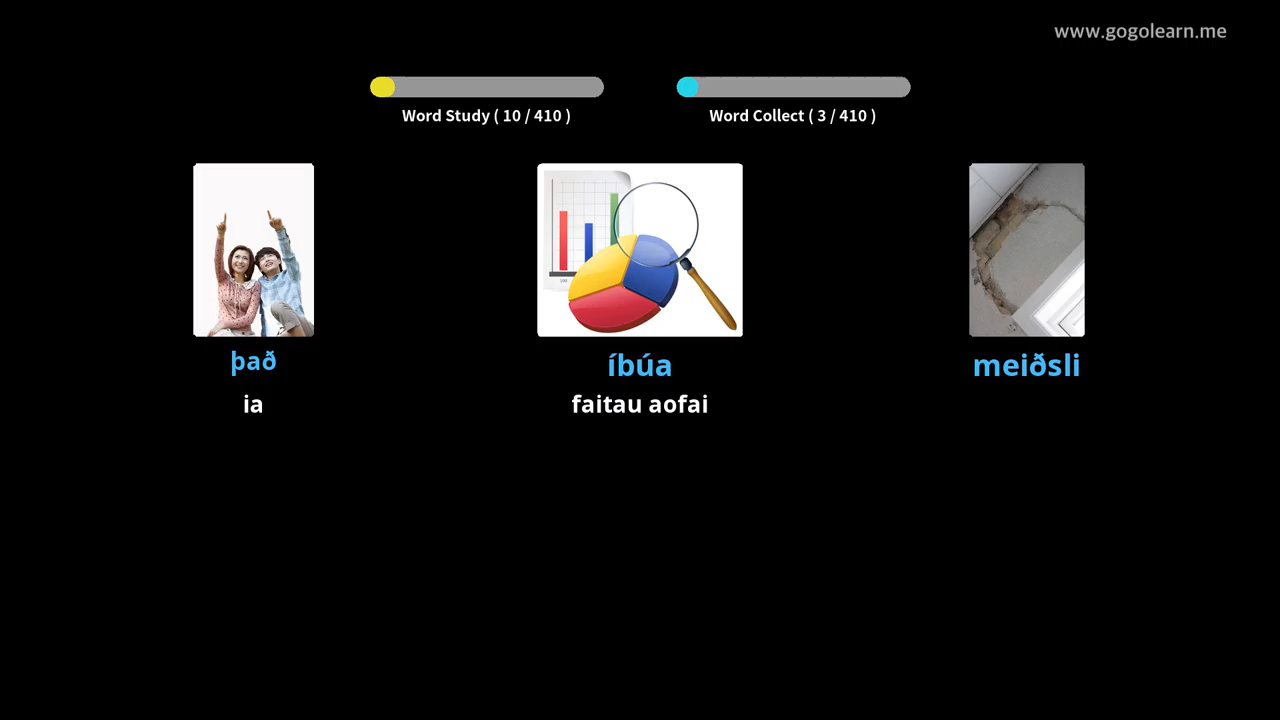 www.gogolearn.me
Word Study ( 10 / 410 )
Word Collect ( 3 / 410 )
það
íbúa
meiðsli
ia
faitau aofai